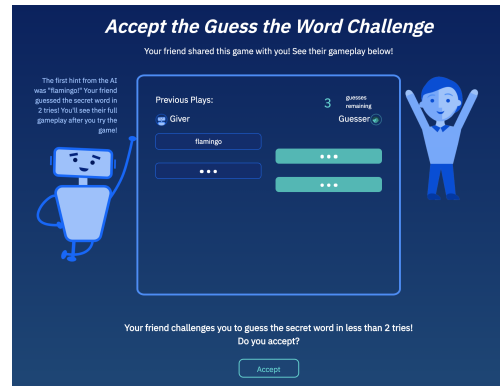 Accept the Guess the Word Challenge
Your friend shared this game with you! See their gameplay below!
The first hint from the AI
was "flamingo!" Your friend
guessed the secret word in
2 tries! You'll see their full
gameplay after you try the
game!
Previous Plays:
3 guesses
remaining
Giver
Guesser
flamingo
•••
•••
•••
Your friend challenges you to guess the secret word in less than 2 tries!
Do you accept?
Accept